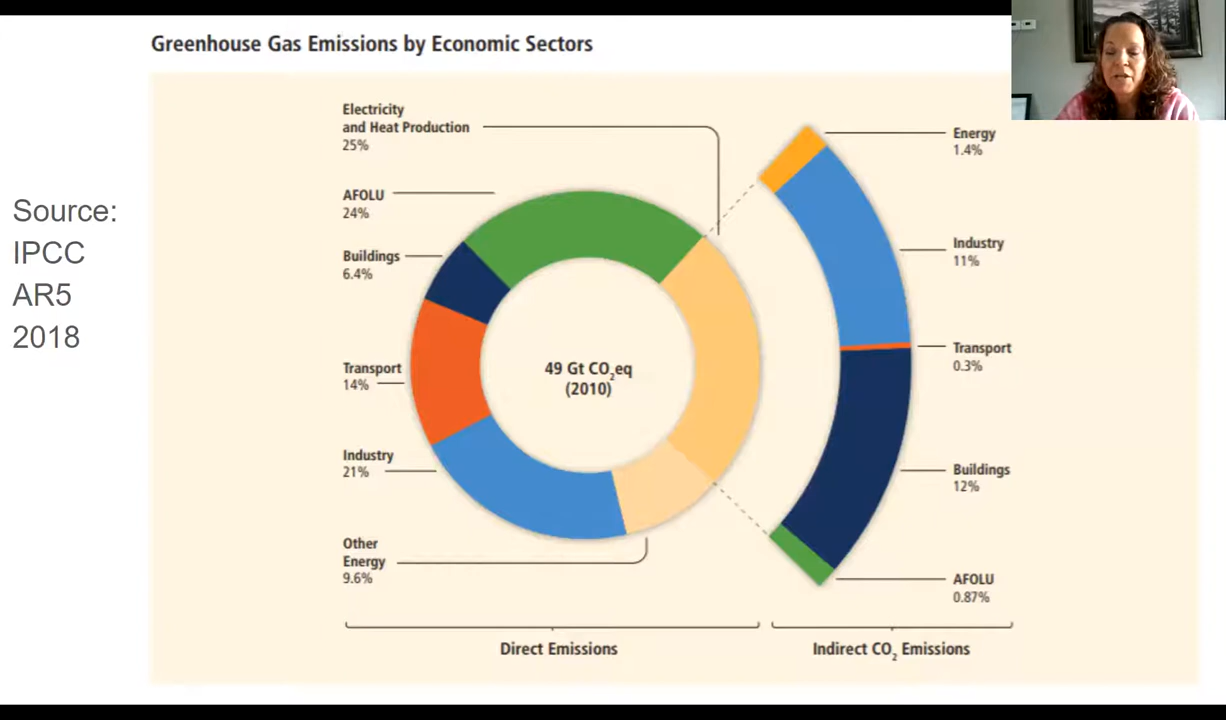 Greenhouse Gas Emissions by Economic Sectors
Source:
IPCC
AR5
2018
Electricity
and Heat Production
25%
AFOLU
24%
Buildings
6.4%
Transport
14%
Industry
21%
Other
Energy
9.6%
49 Gt CO₂eq
(2010)
Energy
1.4%
Industry
11%
Transport
0.3%
Buildings
12%
AFOLU
0.87%
Direct Emissions
Indirect CO₂ Emissions